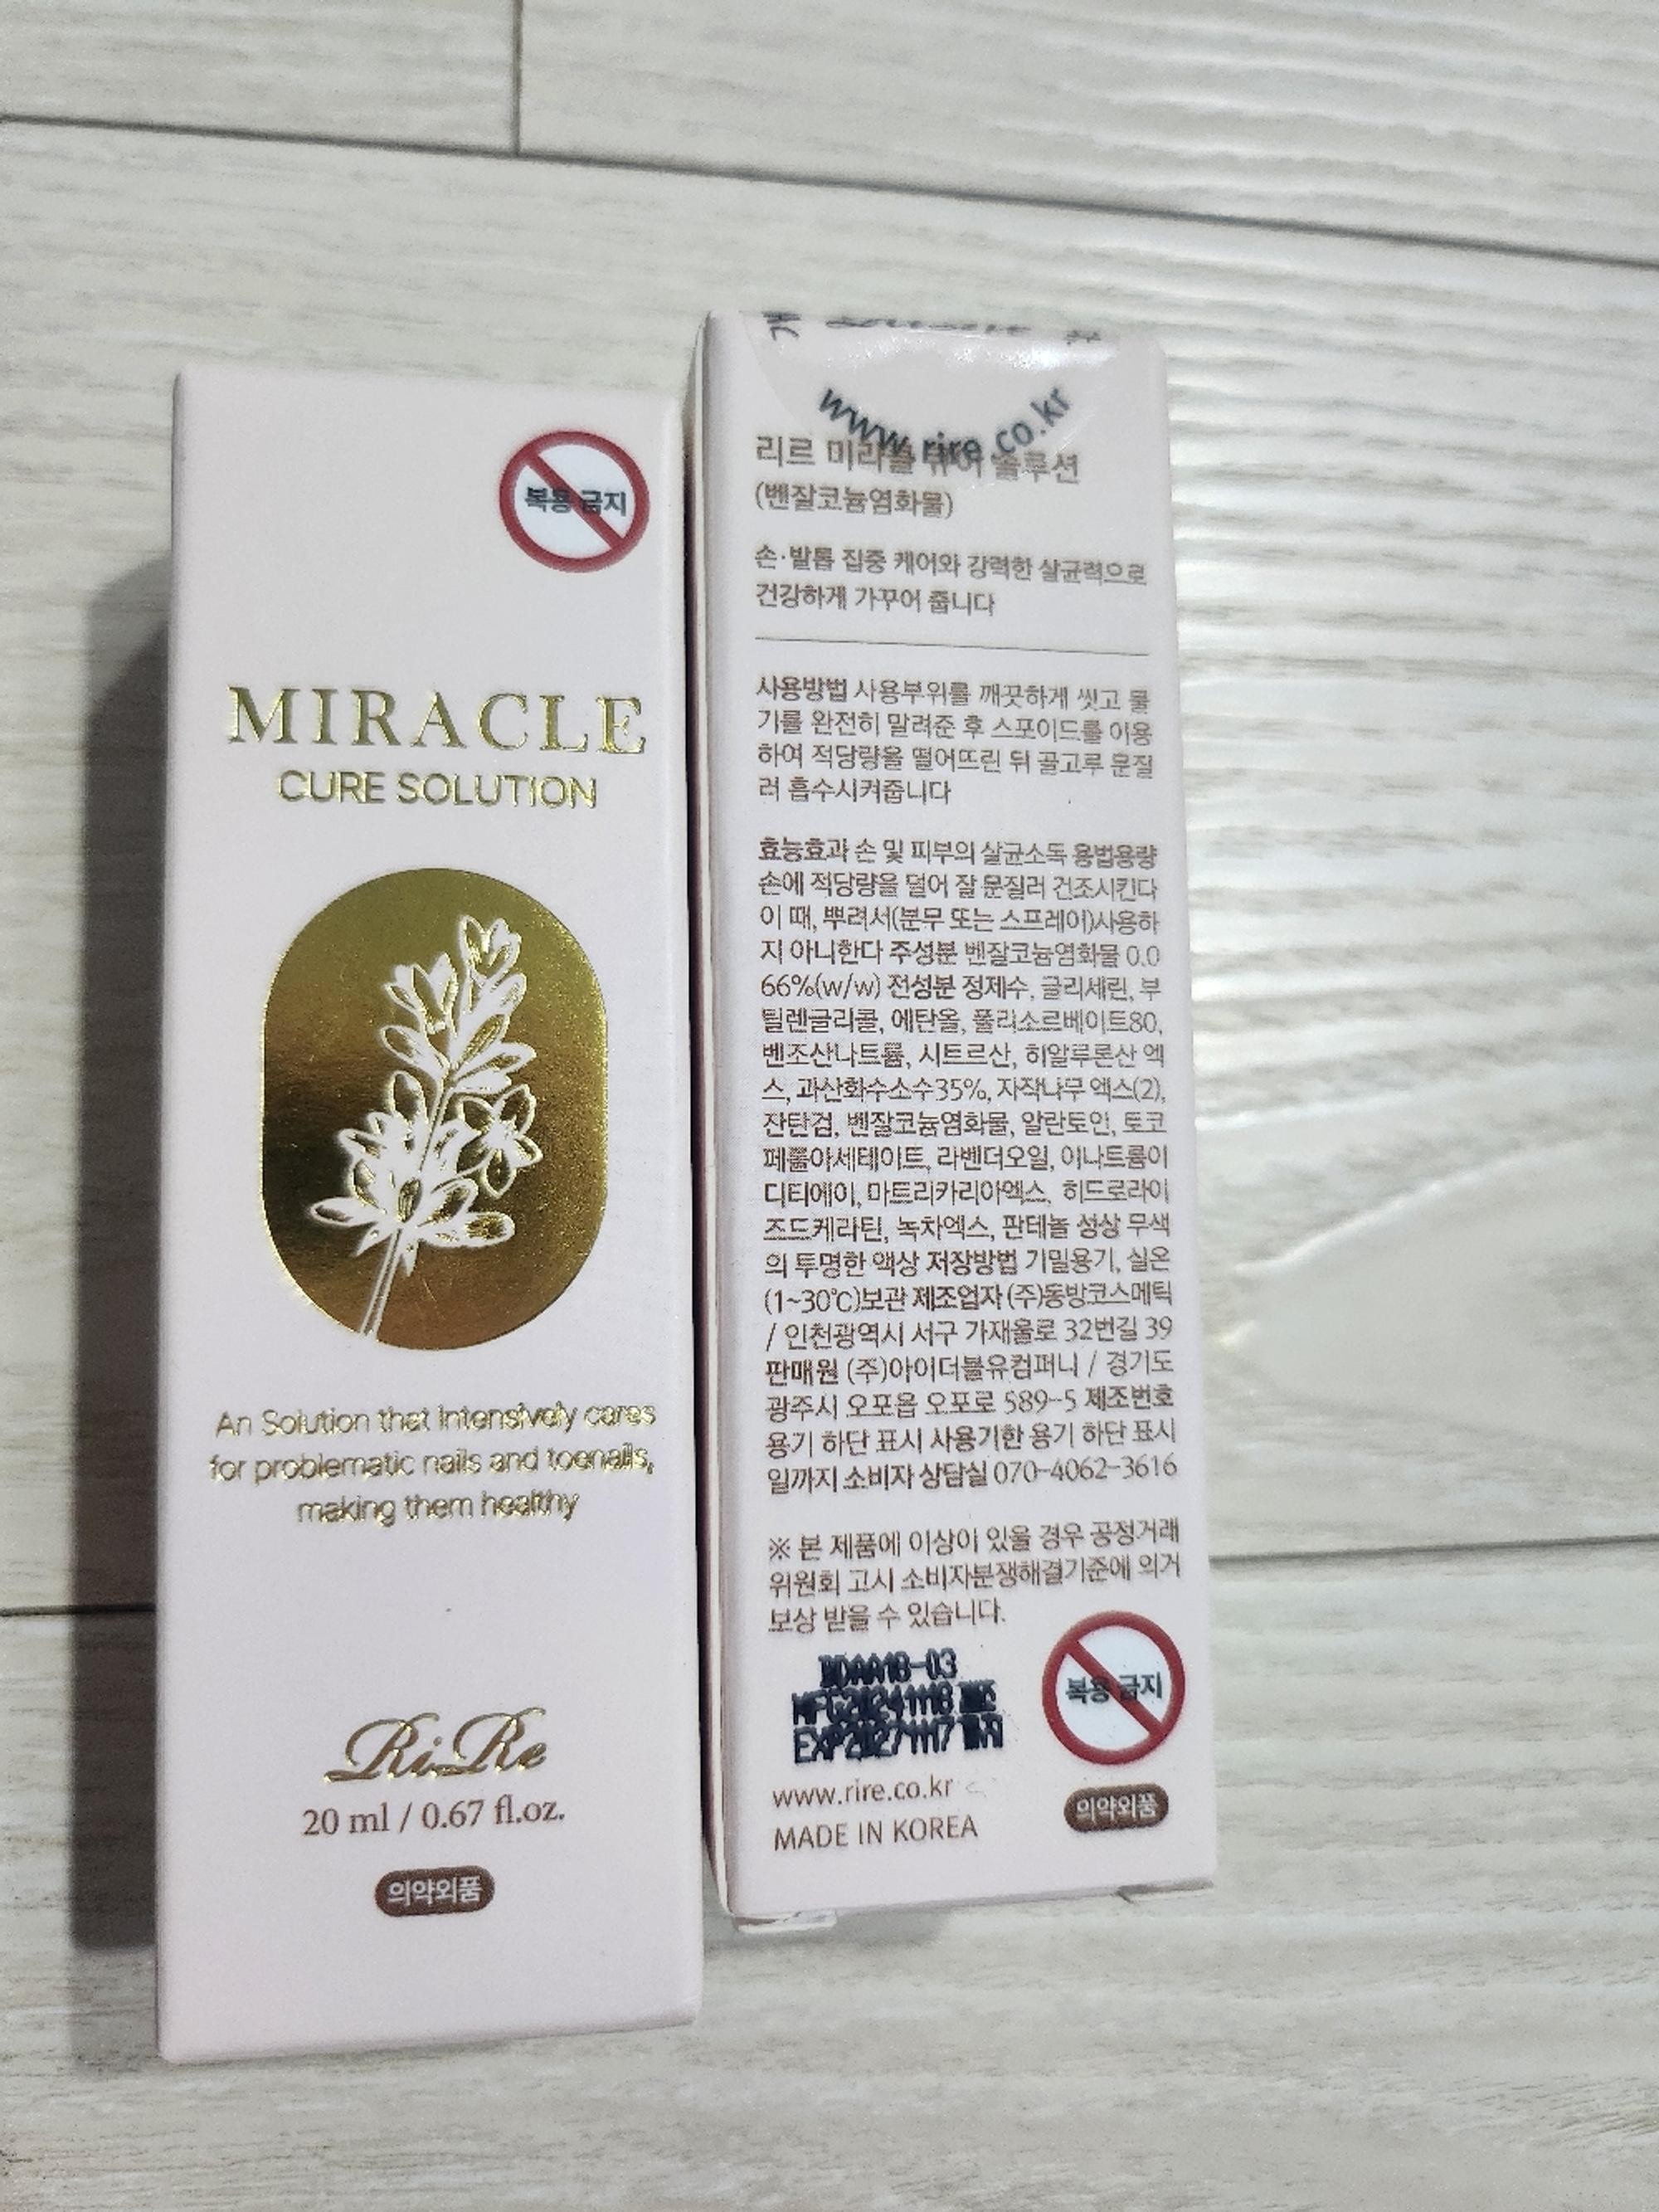 복용 금지
MIRACLE
CURE SOLUTION
An Solution that intensively cares
for problematic nails and toenails,
making them healthy
RiRe
20 ml / 0.67 fl.oz.
의약외품
개
www.rire.co.kr
리르 미라클 큐어 솔루션
(벤잘코늄염화물)
손·발톱 집중 케어와 강력한 살균력으로
건강하게 가꾸어 줍니다
사용방법 사용부위를 깨끗하게 씻고 물
기를 완전히 말려준 후 스포이드를 이용
하여 적당량을 떨어뜨린 뒤 골고루 문질
러 흡수시켜줍니다
효능효과 손 및 피부의 살균소독 용법용량
손에 적당량을 덜어 잘 문질러 건조시킨다
이 때, 뿌려서(분무 또는 스프레이)사용하
지 아니한다 주성분 벤잘코늄염화물 0.0
66%(w/w) 전성분 정제수, 글리세린, 부
틸렌글리콜, 에탄올, 폴리소르베이트80,
벤조산나트륨, 시트르산, 히알루론산 엑
스, 과산화수소수35%, 자작나무 엑스(2),
잔탄검, 벤잘코늄염화물, 알란토인, 토코
페롤아세테이트, 라벤더오일, 이나트륨이
디티에이, 마트리카리아엑스, 히드로라이
즈드케라틴, 녹차엑스, 판테놀 성상 무색
의 투명한 액상 저장방법 기밀용기, 실온
(1~30℃)보관 제조업자 (주)동방코스메틱
/ 인천광역시 서구 가재울로 32번길 39
판매원 (주)아이더블유컴퍼니 / 경기도
광주시 오포읍 오포로 589-5 제조번호
용기 하단 표시 사용기한 용기 하단 표시
일까지 소비자 상담실 070-4062-3616
※ 본 제품에 이상이 있을 경우 공정거래
위원회 고시 소비자분쟁해결기준에 의거
보상 받을 수 있습니다.
MFG20241118
EXP20271117 까지
복용 금지
www.rire.co.kr
MADE IN KOREA
의약외품